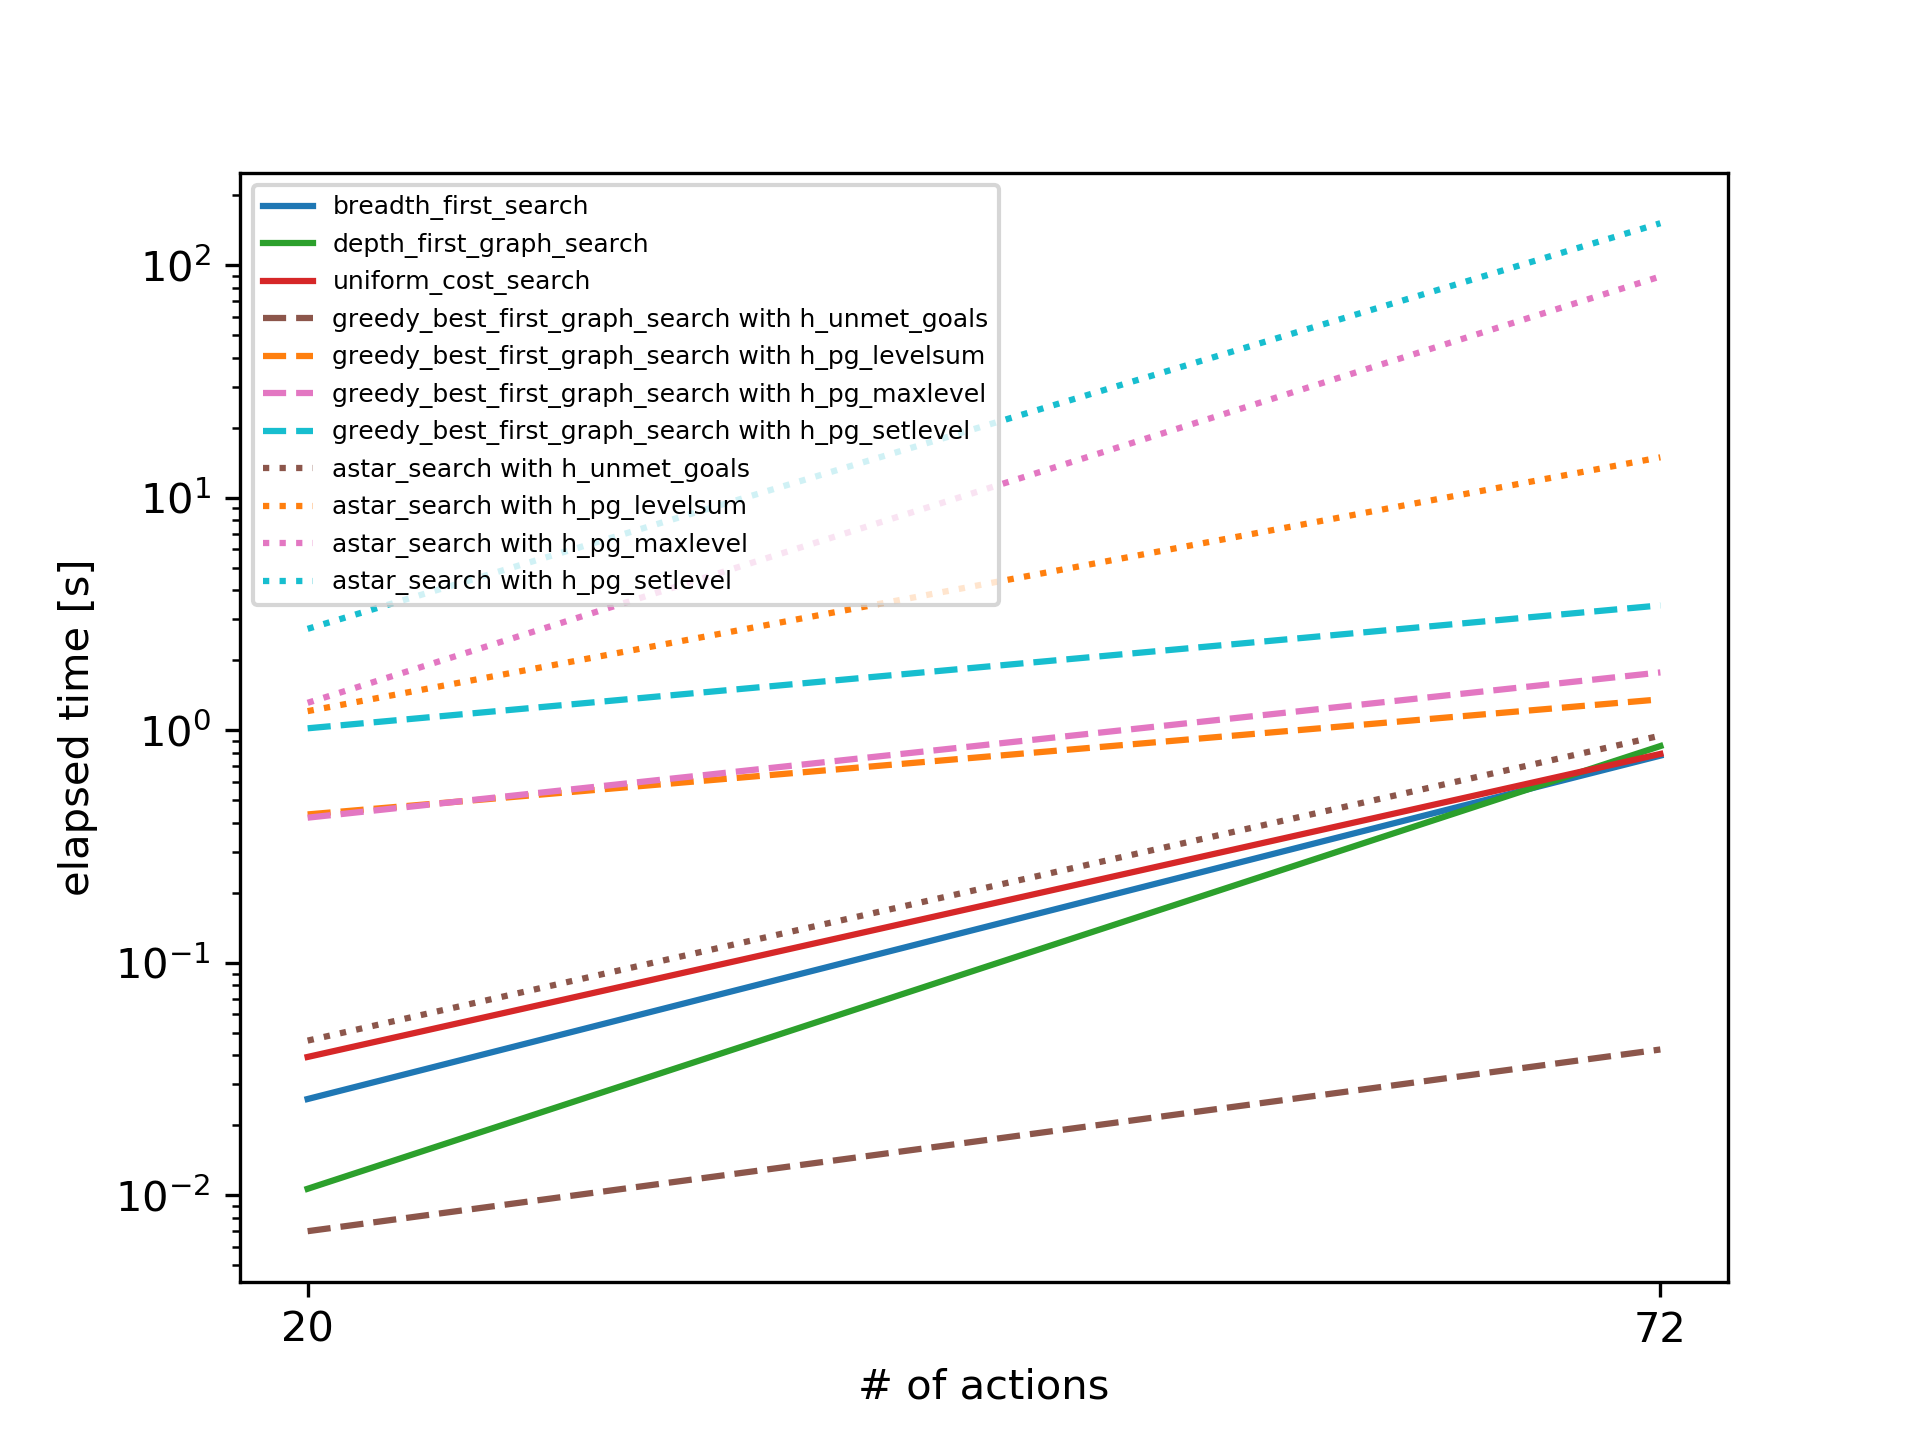 breadth_first_search
depth_first_graph_search
uniform_cost_search
greedy_best_first_graph_search with h_unmet_goals
greedy_best_first_graph_search with h_pg_levelsum
greedy_best_first_graph_search with h_pg_maxlevel
greedy_best_first_graph_search with h_pg_setlevel
astar_search with h_unmet_goals
astar_search with h_pg_levelsum
astar_search with h_pg_maxlevel
astar_search with h_pg_setlevel
10²
10¹
10⁰
10⁻¹
10⁻²
elapsed time [s]
20 72
# of actions